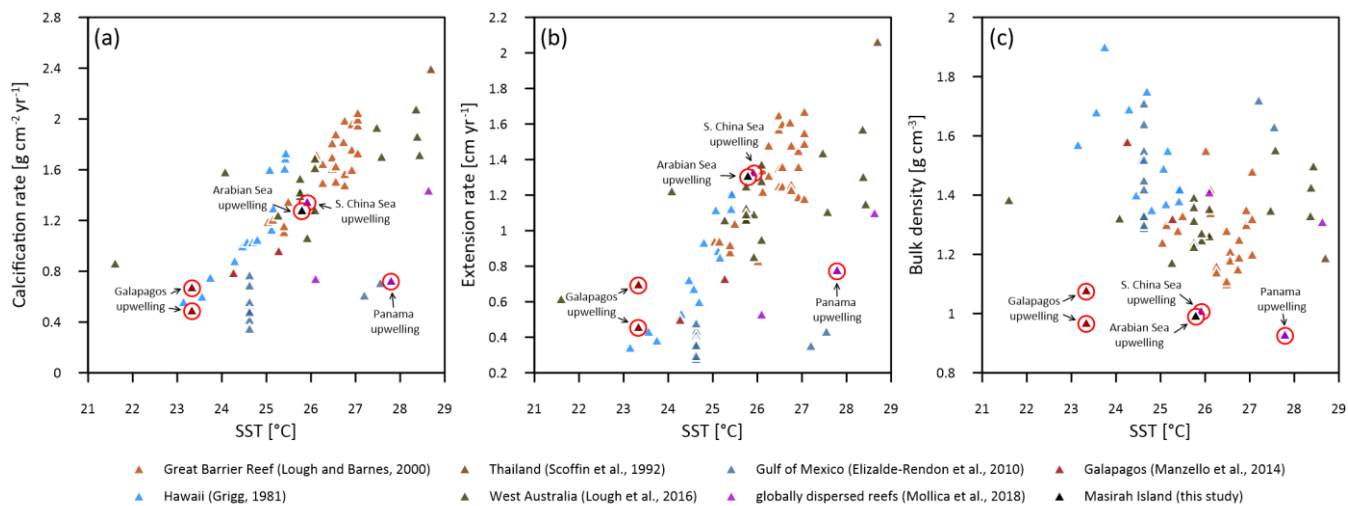 (a)
Calcification rate [g cm⁻² yr⁻¹]
2.8
2.4
2
1.6
1.2
0.8
0.4
0
Arabian Sea
upwelling
S. China Sea
upwelling
Galapagos
upwelling
Panama
upwelling
21 22 23 24 25 26 27 28 29
SST [°C]
(b)
Extension rate [cm yr⁻¹]
2.2
2
1.8
1.6
1.4
1.2
1
0.8
0.6
0.4
0.2
S. China Sea
upwelling
Arabian Sea
upwelling
Galapagos
upwelling
Panama
upwelling
21 22 23 24 25 26 27 28 29
SST [°C]
(c)
Bulk density [g cm⁻³]
2
1.8
1.6
1.4
1.2
1
0.8
Galapagos
upwelling
S. China Sea
upwelling
Arabian Sea
upwelling
Panama
upwelling
21 22 23 24 25 26 27 28 29
SST [°C]
Great Barrier Reef (Lough and Barnes, 2000)
Thailand (Scoffin et al., 1992)
Gulf of Mexico (Elizalde-Rendon et al., 2010)
Galapagos (Manzello et al., 2014)
Hawaii (Grigg, 1981)
West Australia (Lough et al., 2016)
globally dispersed reefs (Mollica et al., 2018)
Masirah Island (this study)